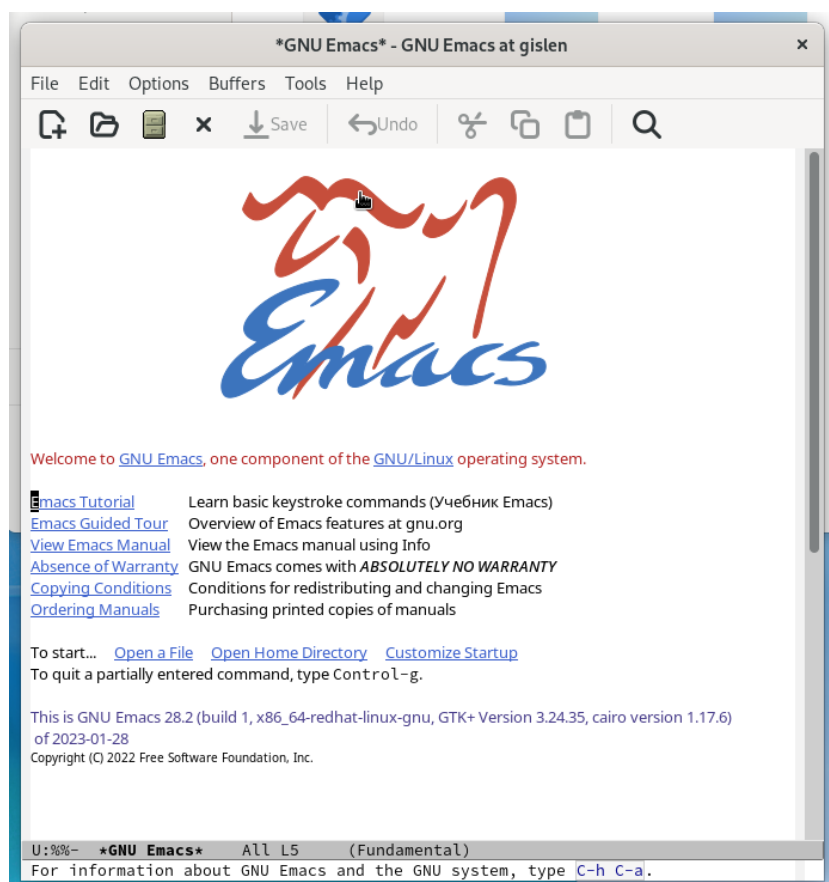 *GNU Emacs* - GNU Emacs at gislen
File Edit Options Buffers Tools Help
Save Undo
Emacs
Welcome to GNU Emacs, one component of the GNU/Linux operating system.
Emacs Tutorial Learn basic keystroke commands (Учебник Emacs)
Emacs Guided Tour Overview of Emacs features at gnu.org
View Emacs Manual View the Emacs manual using Info
Absence of Warranty GNU Emacs comes with ABSOLUTELY NO WARRANTY
Copying Conditions Conditions for redistributing and changing Emacs
Ordering Manuals Purchasing printed copies of manuals
To start... Open a File Open Home Directory Customize Startup
To quit a partially entered command, type Control-g.
This is GNU Emacs 28.2 (build 1, x86_64-redhat-linux-gnu, GTK+ Version 3.24.35, cairo version 1.17.6)
of 2023-01-28
Copyright (C) 2022 Free Software Foundation, Inc.
U:%%- *GNU Emacs* All L5 (Fundamental)
For information about GNU Emacs and the GNU system, type C-h C-a.